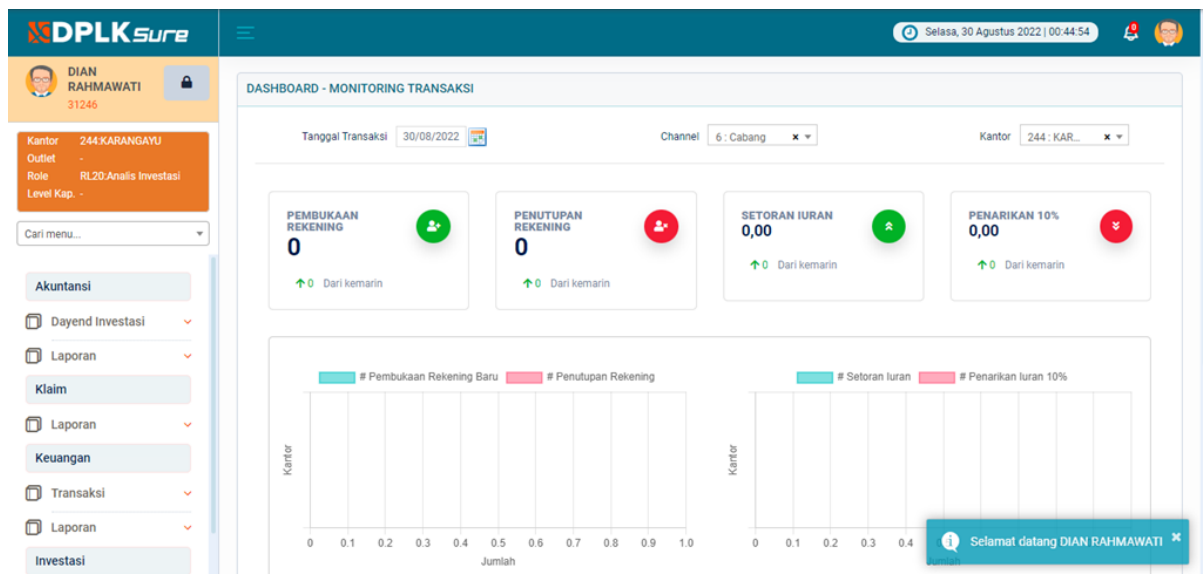 DPLK sure
Selasa, 30 Agustus 2022 | 00:44:54
0
DIAN
RAHMAWATI
31246
Kantor 244:KARANGAYU
Outlet -
Role RL20:Analis Investasi
Level Kap. -
Cari menu...
Akuntansi
Dayend Investasi
Laporan
Klaim
Laporan
Keuangan
Transaksi
Laporan
Investasi
DASHBOARD - MONITORING TRANSAKSI
Tanggal Transaksi 30/08/2022
Channel 6 : Cabang x
Kantor 244 : KAR... x
PEMBUKAAN
REKENING
0
0 Dari kemarin
PENUTUPAN
REKENING
0
0 Dari kemarin
SETORAN IURAN
0,00
0 Dari kemarin
PENARIKAN 10%
0,00
0 Dari kemarin
# Pembukaan Rekening Baru # Penutupan Rekening
Kantor
0 0.1 0.2 0.3 0.4 0.5 0.6 0.7 0.8 0.9 1.0
Jumlah
# Setoran Iuran # Penarikan Iuran 10%
Kantor
0 0.1 0.2 0.3 0.4
Jumlah
Selamat datang DIAN RAHMAWATI ×